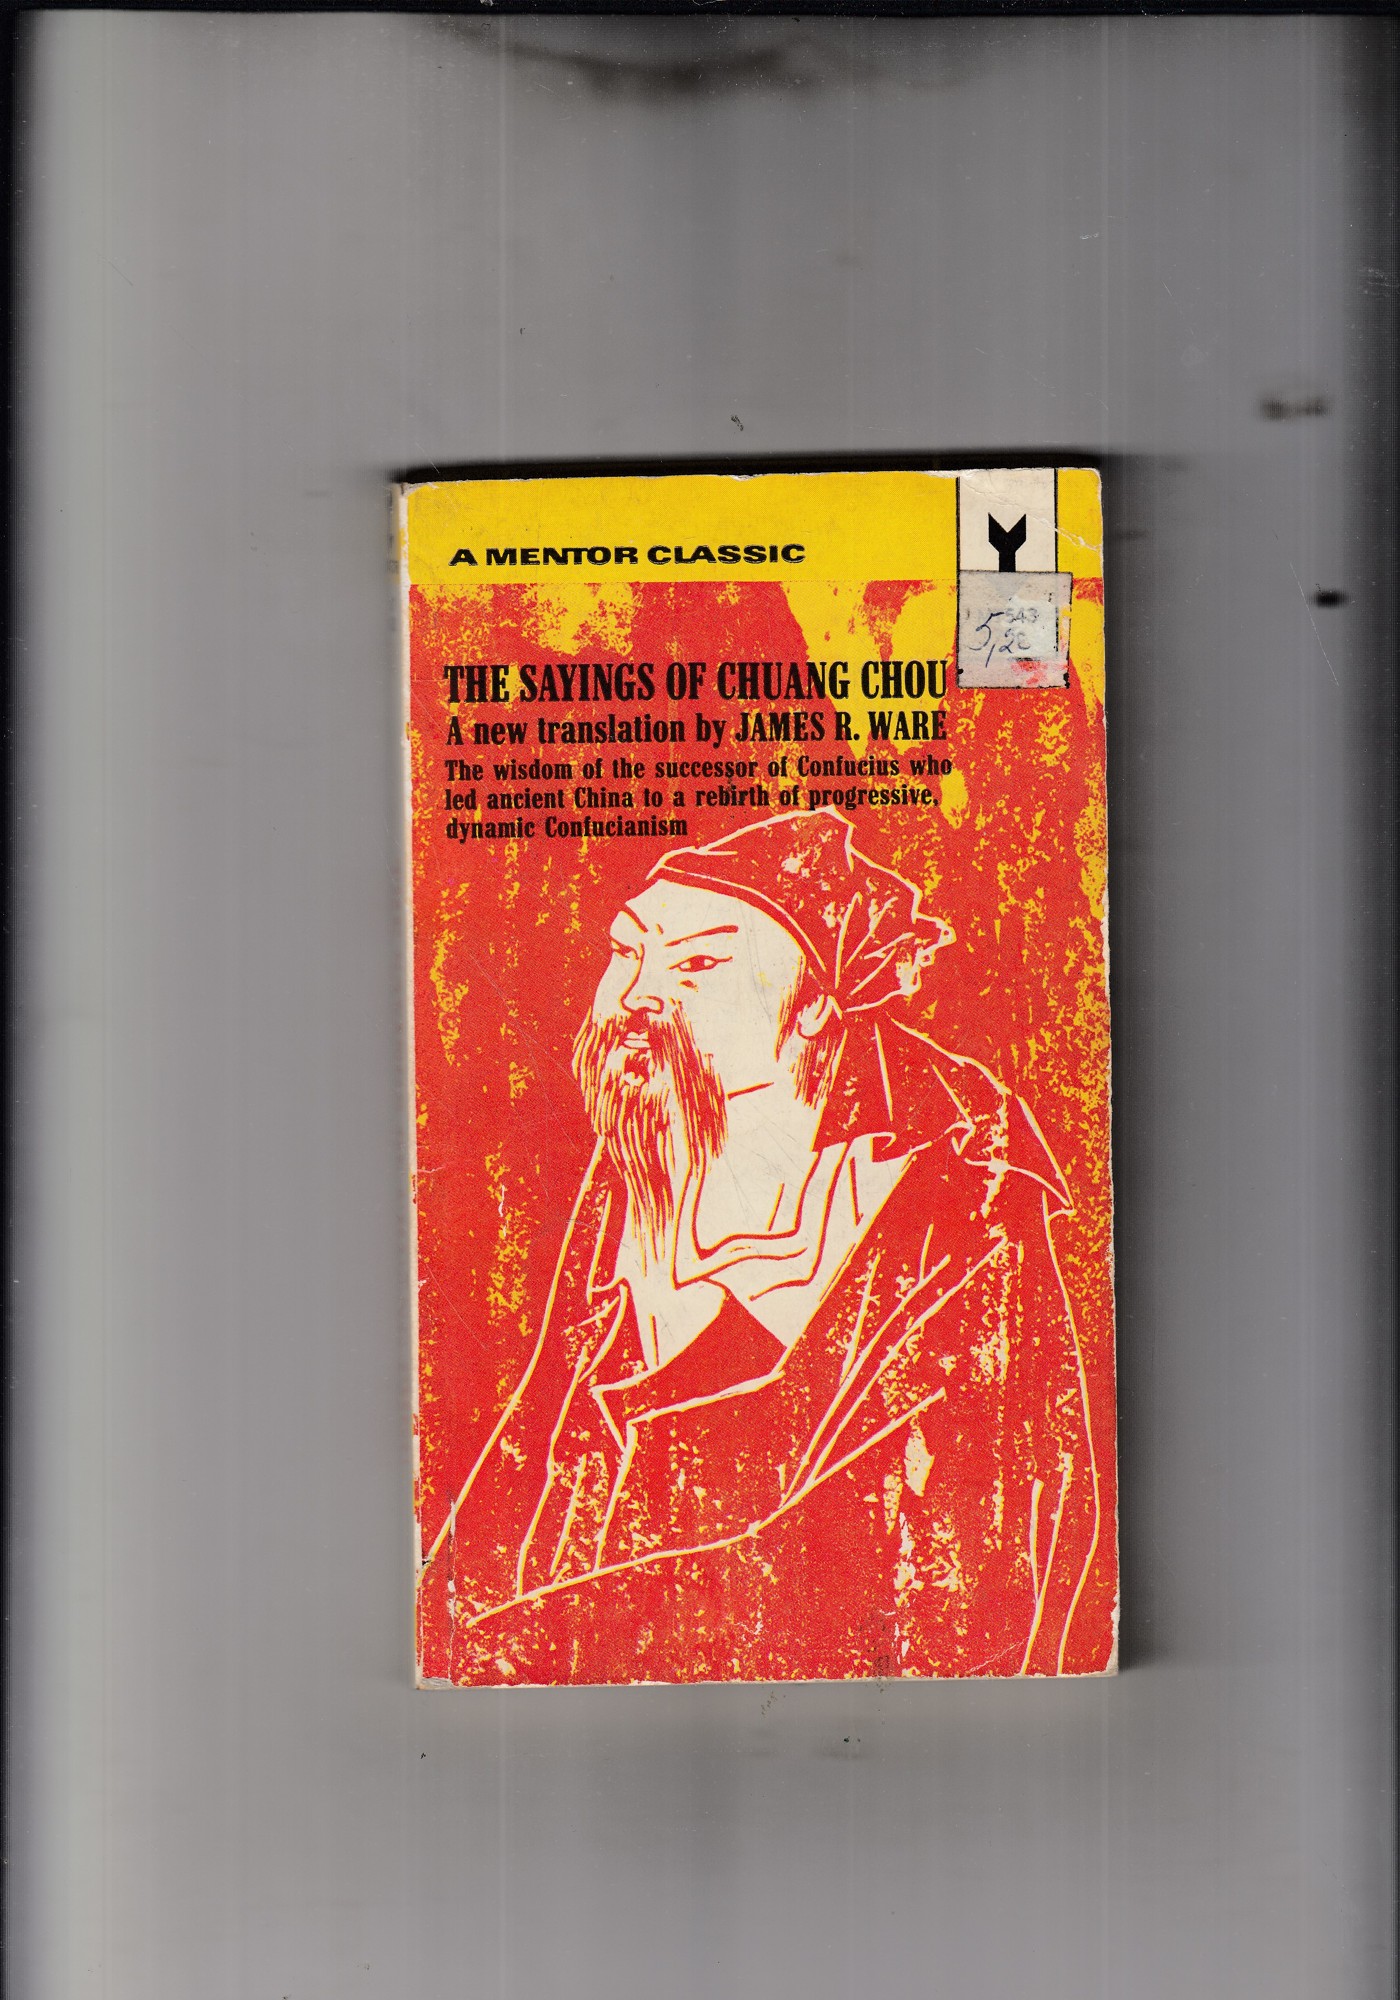 A MENTOR CLASSIC
THE SAYINGS OF CHUANG CHOU
A new translation by JAMES R. WARE
The wisdom of the successor of Confucius who
led ancient China to a rebirth of progressive,
dynamic Confucianism